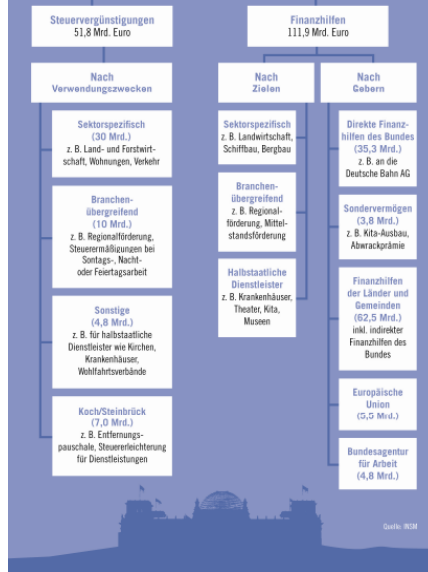 Steuervergünstigungen
51,8 Mrd. Euro
Finanzhilfen
111,9 Mrd. Euro
Nach
Verwendungszwecken
Sektorspezifisch
(30 Mrd.)
z. B. Land- und Forstwirt-
schaft, Wohnungen, Verkehr
Branchen-
übergreifend
(10 Mrd.)
z. B. Regionalförderung,
Steuerermäßigungen bei
Sontags-, Nacht-
oder Feiertagsarbeit
Sonstige
(4,8 Mrd.)
z. B. für halbstaatliche
Dienstleister wie Kirchen,
Krankenhäuser,
Wohlfahrtsverbände
Koch/Steinbrück
(7,0 Mrd.)
z. B. Entfernungs-
pauschale, Steuererleichterung
für Dienstleistungen
Nach
Zielen
Sektorspezifisch
z. B. Landwirtschaft,
Schiffbau, Bergbau
Branchen-
übergreifend
z. B. Regional-
förderung, Mittel-
standsförderung
Halbstaatliche
Dienstleister
z. B. Krankenhäuser,
Theater, Kita,
Museen
Nach
Gebern
Direkte Finanz-
hilfen des Bundes
(35,3 Mrd.)
z. B. an die
Deutsche Bahn AG
Sondervermögen
(3,8 Mrd.)
z. B. Kita-Ausbau,
Abwrackprämie
Finanzhilfen
der Länder und
Gemeinden
(62,5 Mrd.)
inkl. indirekter
Finanzhilfen des
Bundes
Europäische
Union
(5,5 Mrd.)
Bundesagentur
für Arbeit
(4,8 Mrd.)
Quelle: INSM